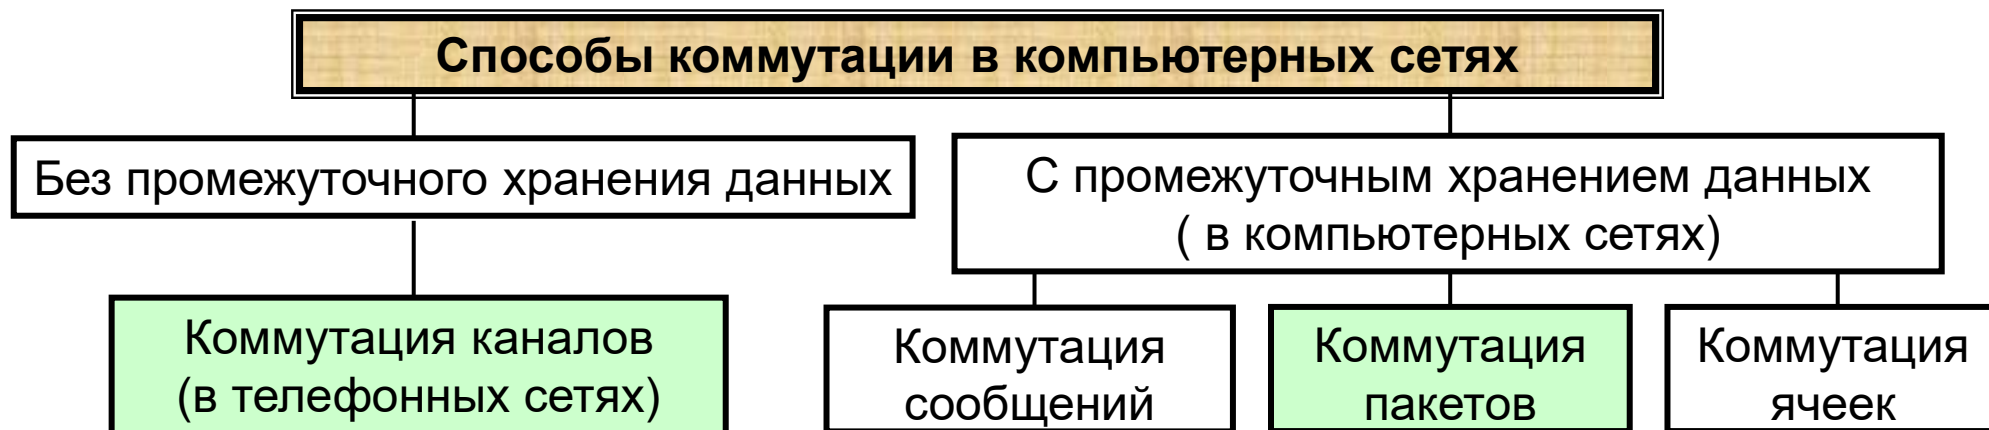 Способы коммутации в компьютерных сетях
Без промежуточного хранения данных
С промежуточным хранением данных
( в компьютерных сетях)
Коммутация каналов
(в телефонных сетях)
Коммутация
сообщений
Коммутация
пакетов
Коммутация
ячеек